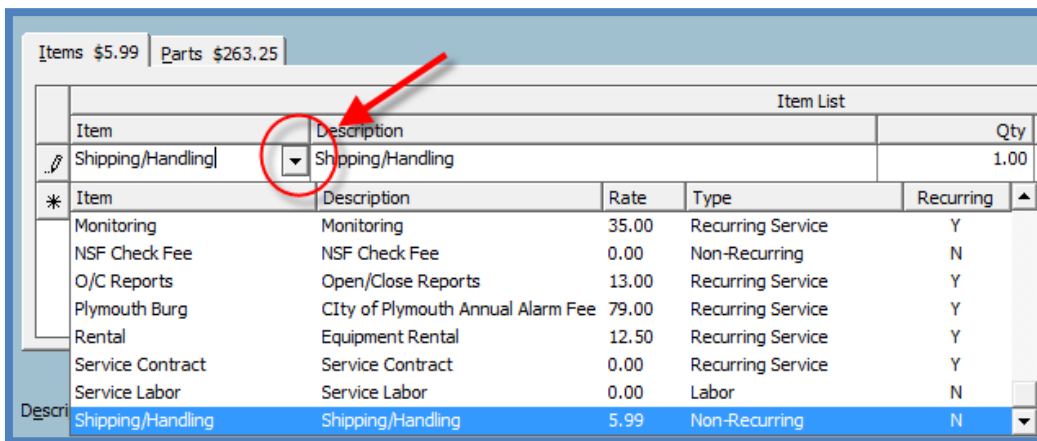 Items $5.99 Parts $263.25
Item List
Item Description Qty
Shipping/Handling Shipping/Handling 1.00
Item Description Rate Type Recurring
Monitoring Monitoring 35.00 Recurring Service Y
NSF Check Fee NSF Check Fee 0.00 Non-Recurring N
O/C Reports Open/Close Reports 13.00 Recurring Service Y
Plymouth Burg CIty of Plymouth Annual Alarm Fee 79.00 Recurring Service Y
Rental Equipment Rental 12.50 Recurring Service Y
Service Contract Service Contract 0.00 Recurring Service Y
Service Labor Service Labor 0.00 Labor N
Descri
Shipping/Handling Shipping/Handling 5.99 Non-Recurring N